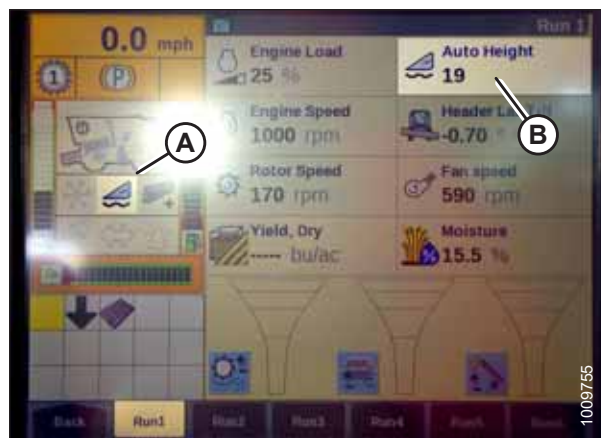 Run 1
0.0 mph
1
(P)
Engine Load
25 %
Auto Height
19
Engine Speed
1000 rpm
Header
-0.70
Rotor Speed
170 rpm
Fan speed
590 rpm
Yield, Dry
----- bu/ac
Moisture
15.5 %
A
B
Back
Run1
Run2
Run3
Run4
Run5
1009755